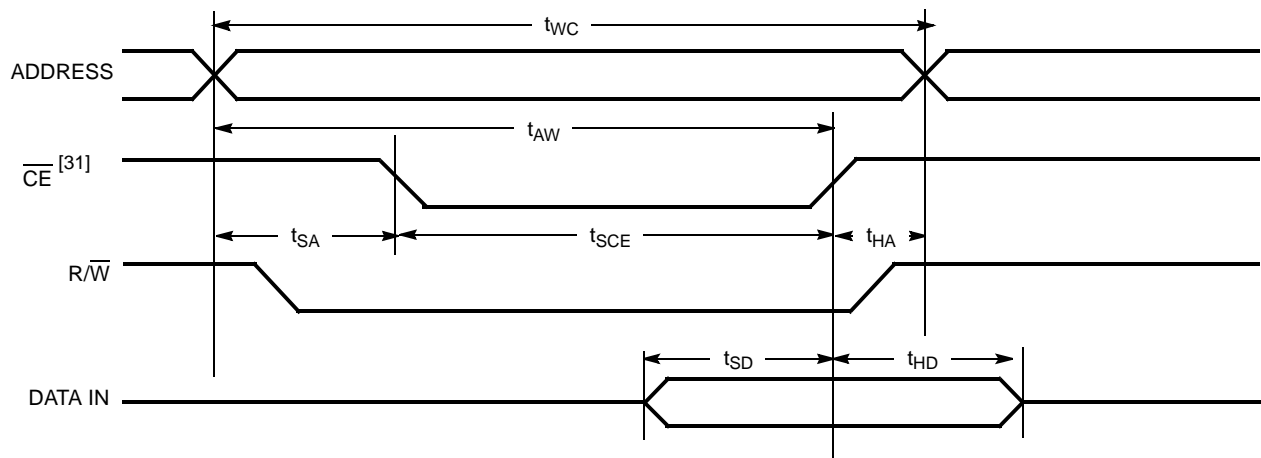 tWC
ADDRESS
tAW
CE [31]
tSA tSCE tHA
R/W
tSD tHD
DATA IN